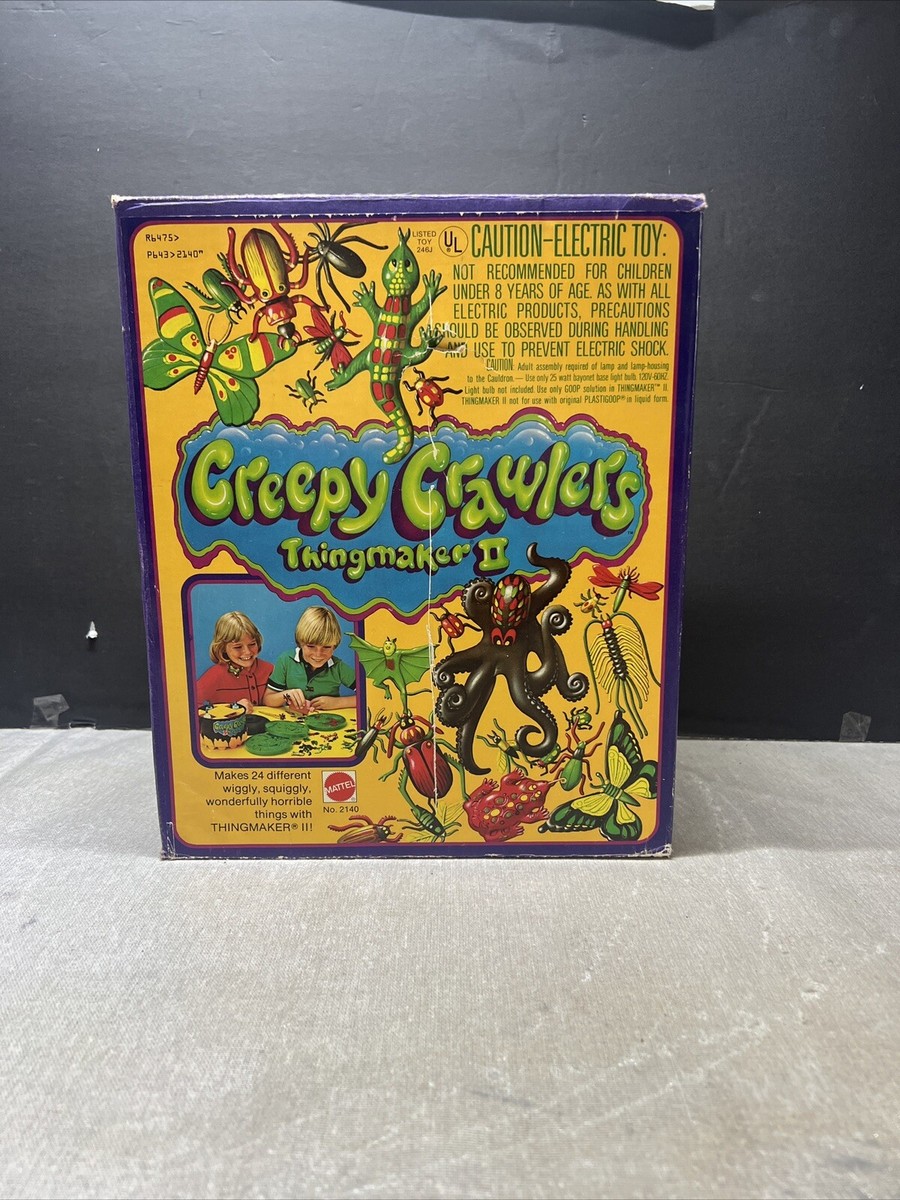 R6475>
P643>2140"
LISTED
TOY
246J
UL
CAUTION-ELECTRIC TOY:
NOT RECOMMENDED FOR CHILDREN
UNDER 8 YEARS OF AGE. AS WITH ALL
ELECTRIC PRODUCTS, PRECAUTIONS
SHOULD BE OBSERVED DURING HANDLING
AND USE TO PREVENT ELECTRIC SHOCK.
CAUTION: Adult assembly required of lamp and lamp-housing
to the Cauldron.— Use only 25 watt bayonet base light bulb, 120V-60HZ.
Light bulb not included. Use only GOOP solution in THINGMAKER™ II.
THINGMAKER II not for use with original PLASTIGOOP® in liquid form.
Creepy Crawlers™
Thingmaker® II
Makes 24 different
wiggly, squiggly,
wonderfully horrible
things with
THINGMAKER® II!
MATTEL
No. 2140